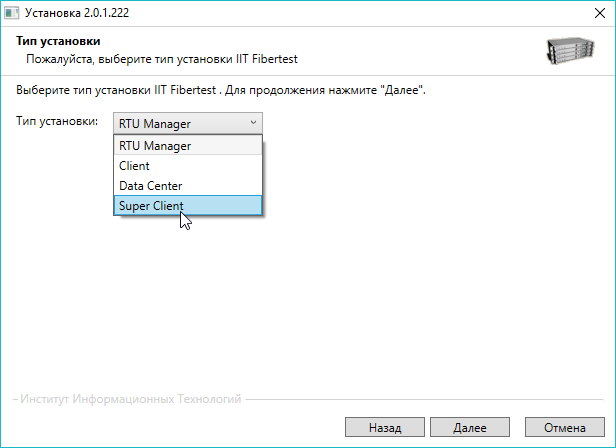 Установка 2.0.1.222
Тип установки
Пожалуйста, выберите тип установки IIT Fibertest
Выберите тип установки IIT Fibertest . Для продолжения нажмите "Далее".
Тип установки: RTU Manager
RTU Manager
Client
Data Center
Super Client
Институт Информационных Технологий
Назад Далее Отмена